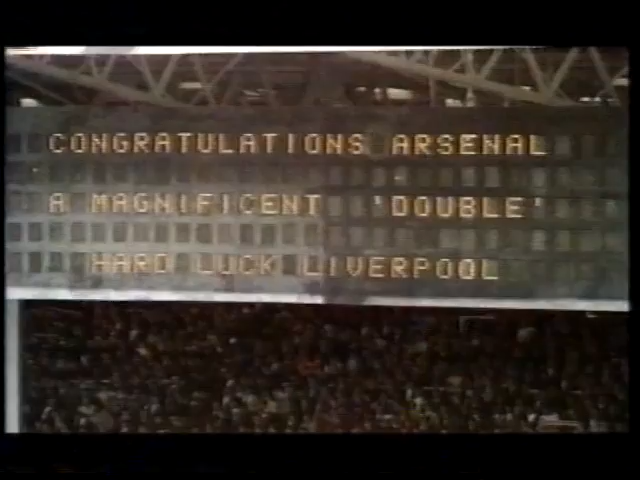 CONGRATULATIONS ARSENAL
A MAGNIFICENT 'DOUBLE'
HARD LUCK LIVERPOOL